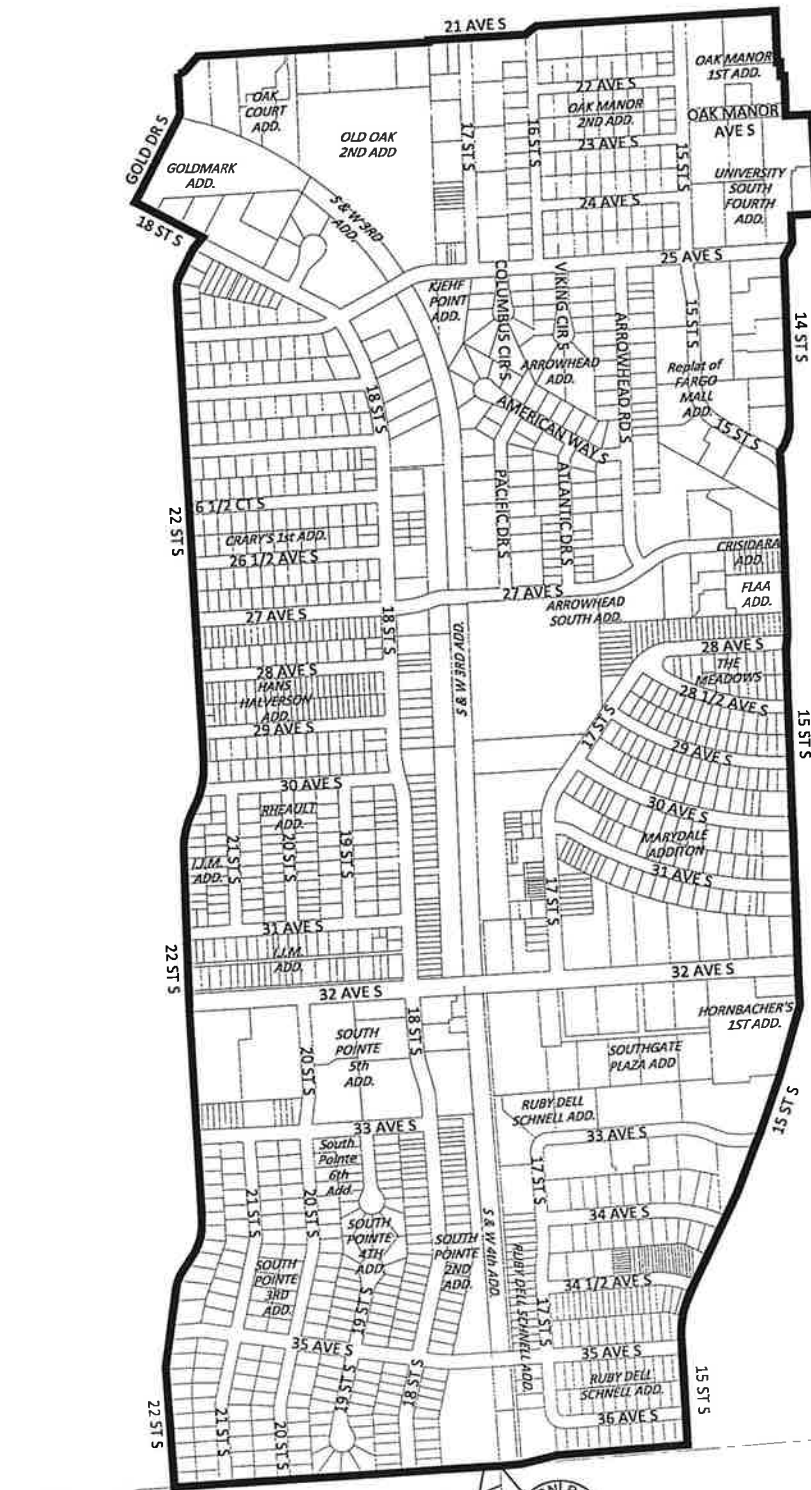 21 AVE S
OAK MANOR
1ST ADD.
OAK
COURT
ADD.
22 AVE S
OAK MANOR
2ND ADD.
OAK MANOR
AVE S
GOLD DR S
OLD OAK
2ND ADD
17 ST S
16 ST S
23 AVE S
15 ST S
GOLDMARK
ADD.
UNIVERSITY
SOUTH
FOURTH
ADD.
S & W 3RD
ADD.
24 AVE S
18 ST S
25 AVE S
KJEHF
POINT
ADD.
COLUMBUS CIR S
VIKING CIR S
ARROWHEAD RD S
15 ST S
14 ST S
ARROWHEAD
ADD.
Replat of
FARGO
MALL
ADD.
18 ST S
AMERICAN WAY S
15 ST S
PACIFIC DR S
ATLANTIC DR S
22 ST S
6 1/2 CT S
CRARY'S 1st ADD.
26 1/2 AVE S
CRISIDARA
ADD.
FLAA
ADD.
27 AVE S
27 AVE S
ARROWHEAD
SOUTH ADD.
18 ST S
28 AVE S
28 AVE S
THE
MEADOWS
HANS
HALVERSON
ADD.
28 1/2 AVE S
29 AVE S
17 ST S
29 AVE S
15 ST S
30 AVE S
30 AVE S
RHEAULT
ADD.
21 ST S
20 ST S
19 ST S
MARYDALE
ADDITON
I.J.M.
ADD.
31 AVE S
17 ST S
31 AVE S
I.J.M.
ADD.
22 ST S
32 AVE S
32 AVE S
18 ST S
HORNBACHER'S
1ST ADD.
SOUTH
POINTE
5th
ADD.
20 ST S
SOUTHGATE
PLAZA ADD
RUBY DELL
SCHNELL ADD.
15 ST S
33 AVE S
33 AVE S
South
Pointe
6th
Add.
17 ST S
21 ST S
20 ST S
34 AVE S
SOUTH
POINTE
4TH
ADD.
SOUTH
POINTE
2ND
ADD.
S & W 4th ADD.
RUBY DELL SCHNELL ADD.
SOUTH
POINTE
3RD
ADD.
34 1/2 AVE S
19 ST S
17 ST S
35 AVE S
35 AVE S
18 ST S
19 ST S
RUBY DELL
SCHNELL ADD.
15 ST S
22 ST S
21 ST S
20 ST S
36 AVE S